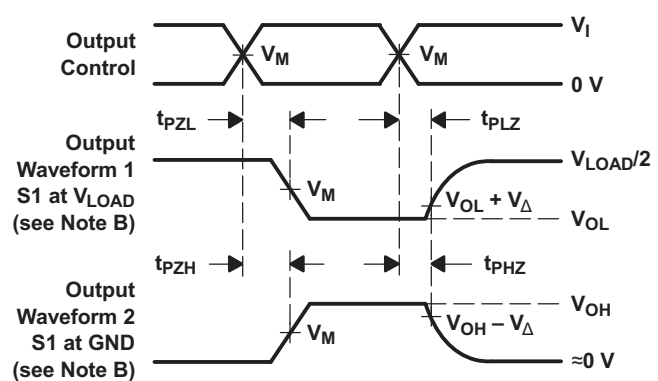 Output
Control
V_I
V_M
V_M
0 V
t_PZL
t_PLZ
Output
Waveform 1
S1 at V_LOAD
(see Note B)
V_LOAD/2
V_M
V_OL + V_Δ
V_OL
t_PZH
t_PHZ
Output
Waveform 2
S1 at GND
(see Note B)
V_OH
V_M
V_OH – V_Δ
≈0 V